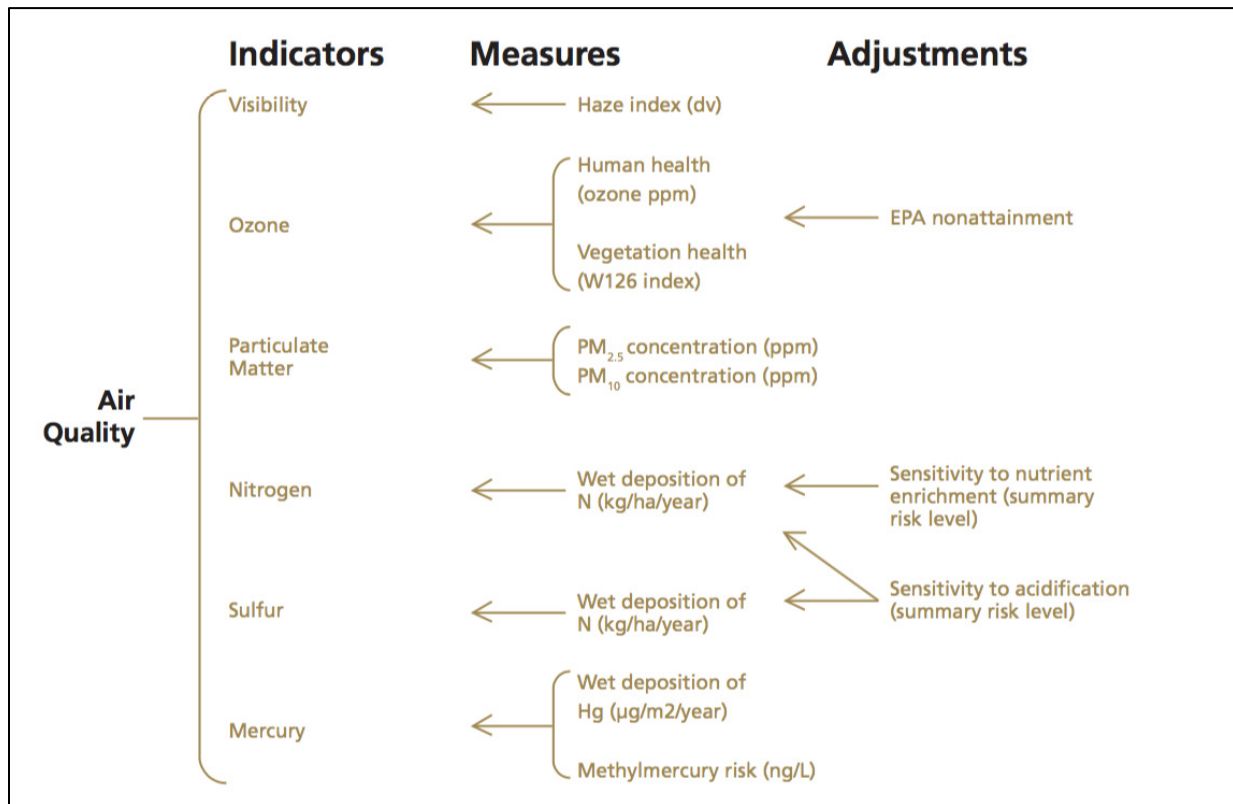 Indicators Measures Adjustments
Visibility
Haze index (dv)
Ozone
Human health
(ozone ppm)
Vegetation health
(W126 index)
EPA nonattainment
Particulate
Matter
PM2.5 concentration (ppm)
PM10 concentration (ppm)
Air
Quality
Nitrogen
Wet deposition of
N (kg/ha/year)
Sensitivity to nutrient
enrichment (summary
risk level)
Sulfur
Wet deposition of
N (kg/ha/year)
Sensitivity to acidification
(summary risk level)
Mercury
Wet deposition of
Hg (µg/m2/year)
Methylmercury risk (ng/L)